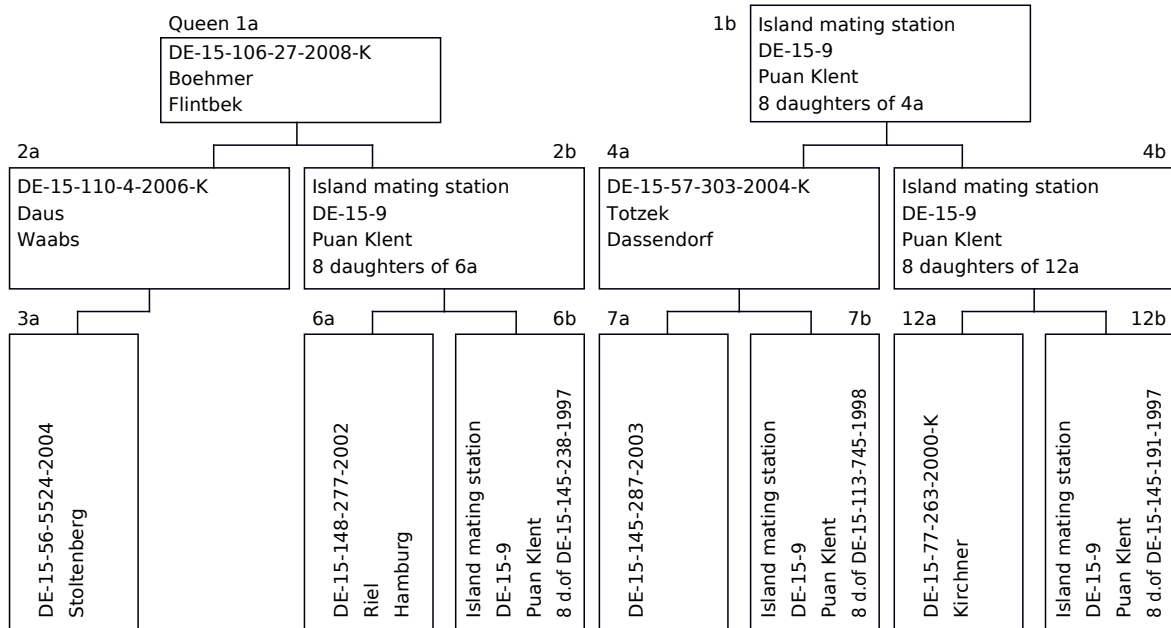 Queen 1a
DE-15-106-27-2008-K
Boehmer
Flintbek
1b
Island mating station
DE-15-9
Puan Klent
8 daughters of 4a
2a
DE-15-110-4-2006-K
Daus
Waabs
2b
Island mating station
DE-15-9
Puan Klent
8 daughters of 6a
4a
DE-15-57-303-2004-K
Totzek
Dassendorf
4b
Island mating station
DE-15-9
Puan Klent
8 daughters of 12a
3a
DE-15-56-5524-2004
Stoltenberg
6a
DE-15-148-277-2002
Riel
Hamburg
6b
Island mating station
DE-15-9
Puan Klent
8 d.of DE-15-145-238-1997
7a
DE-15-145-287-2003
7b
Island mating station
DE-15-9
Puan Klent
8 d.of DE-15-113-745-1998
12a
DE-15-77-263-2000-K
Kirchner
12b
Island mating station
DE-15-9
Puan Klent
8 d.of DE-15-145-191-1997